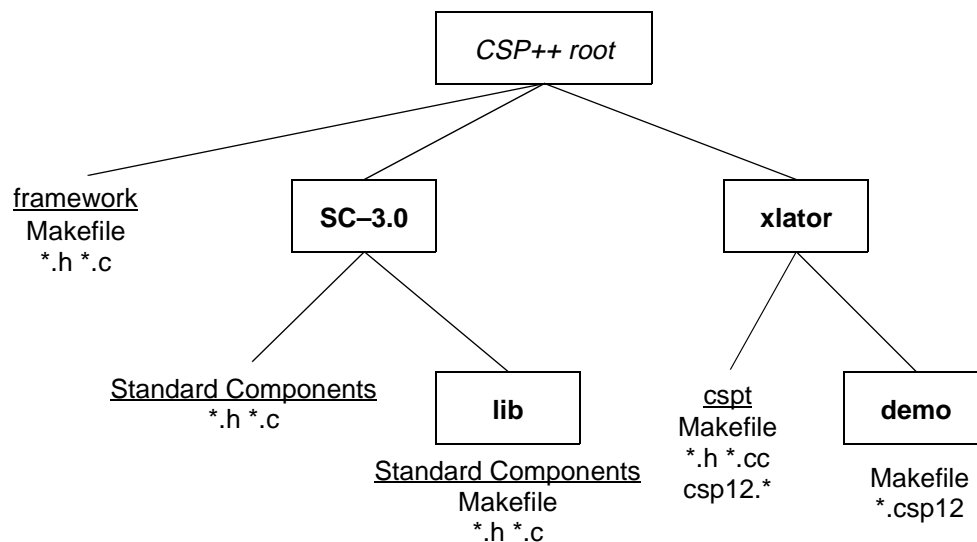 CSP++ root
framework
Makefile
*.h *.c
SC–3.0
xlator
Standard Components
*.h *.c
lib
Standard Components
Makefile
*.h *.c
cspt
Makefile
*.h *.cc
csp12.*
demo
Makefile
*.csp12